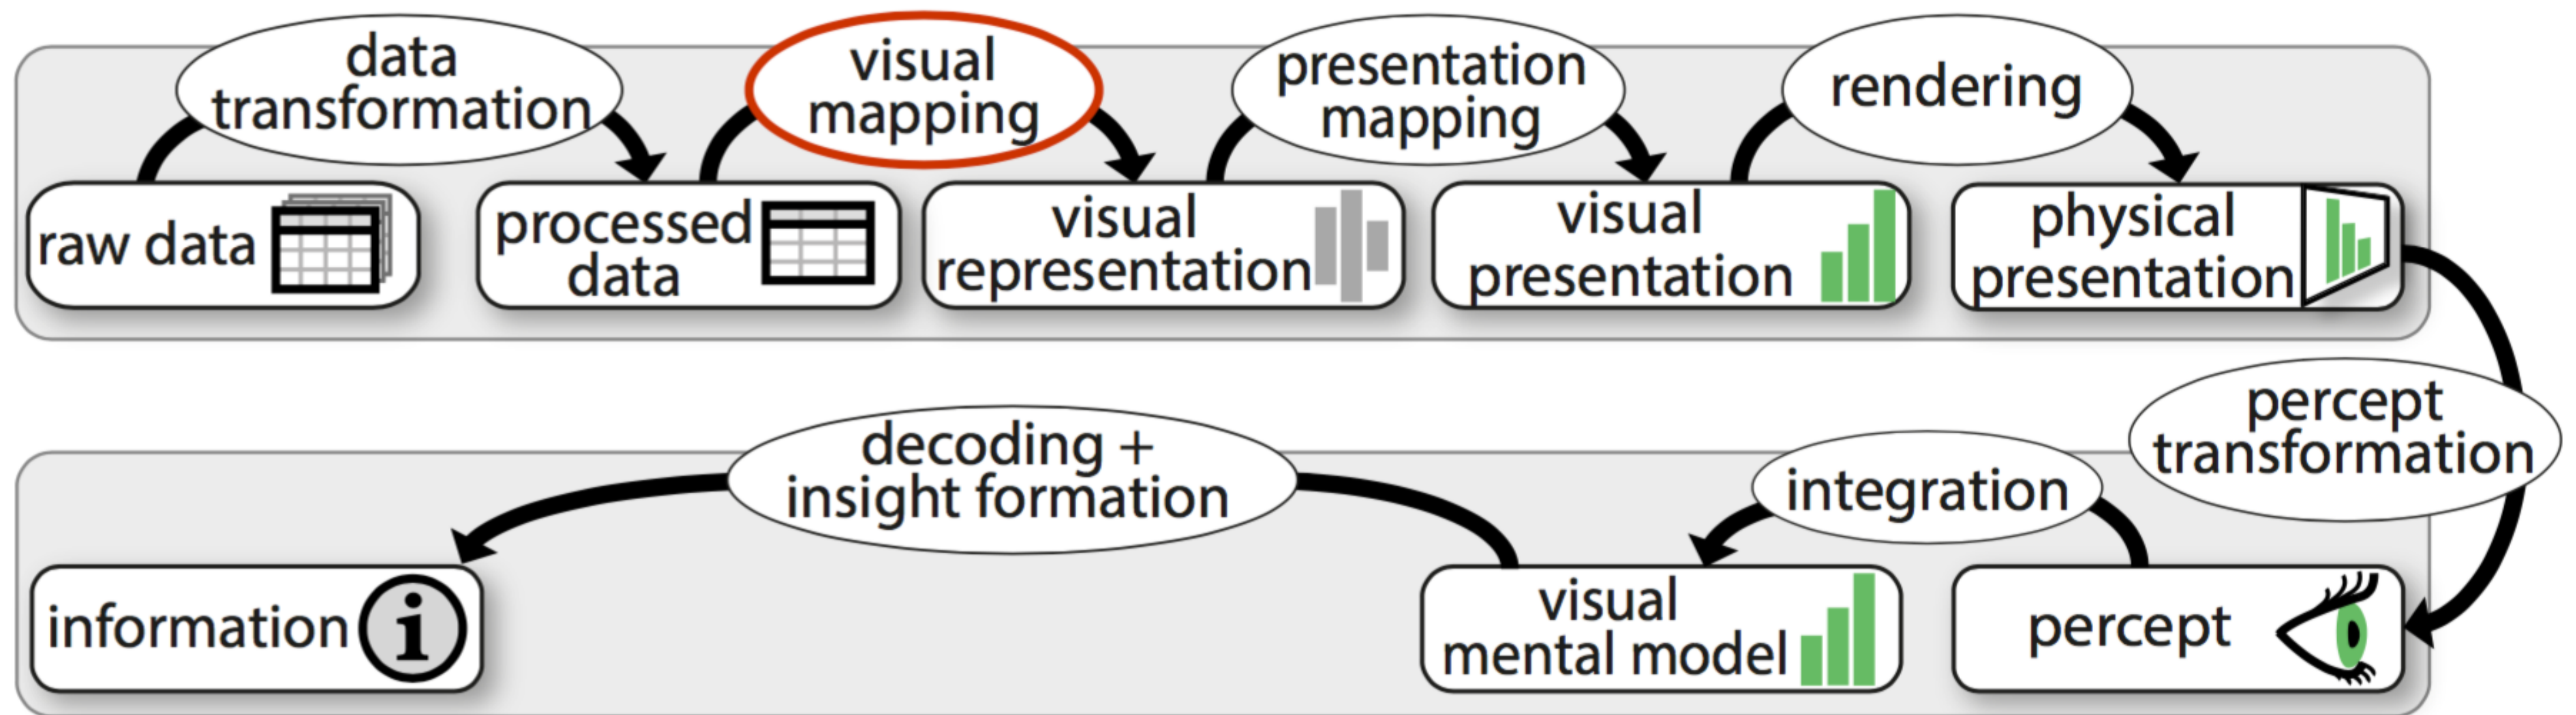 data
transformation
visual
mapping
presentation
mapping
rendering
raw data
processed
data
visual
representation
visual
presentation
physical
presentation
percept
transformation
decoding +
insight formation
integration
information
i
visual
mental model
percept